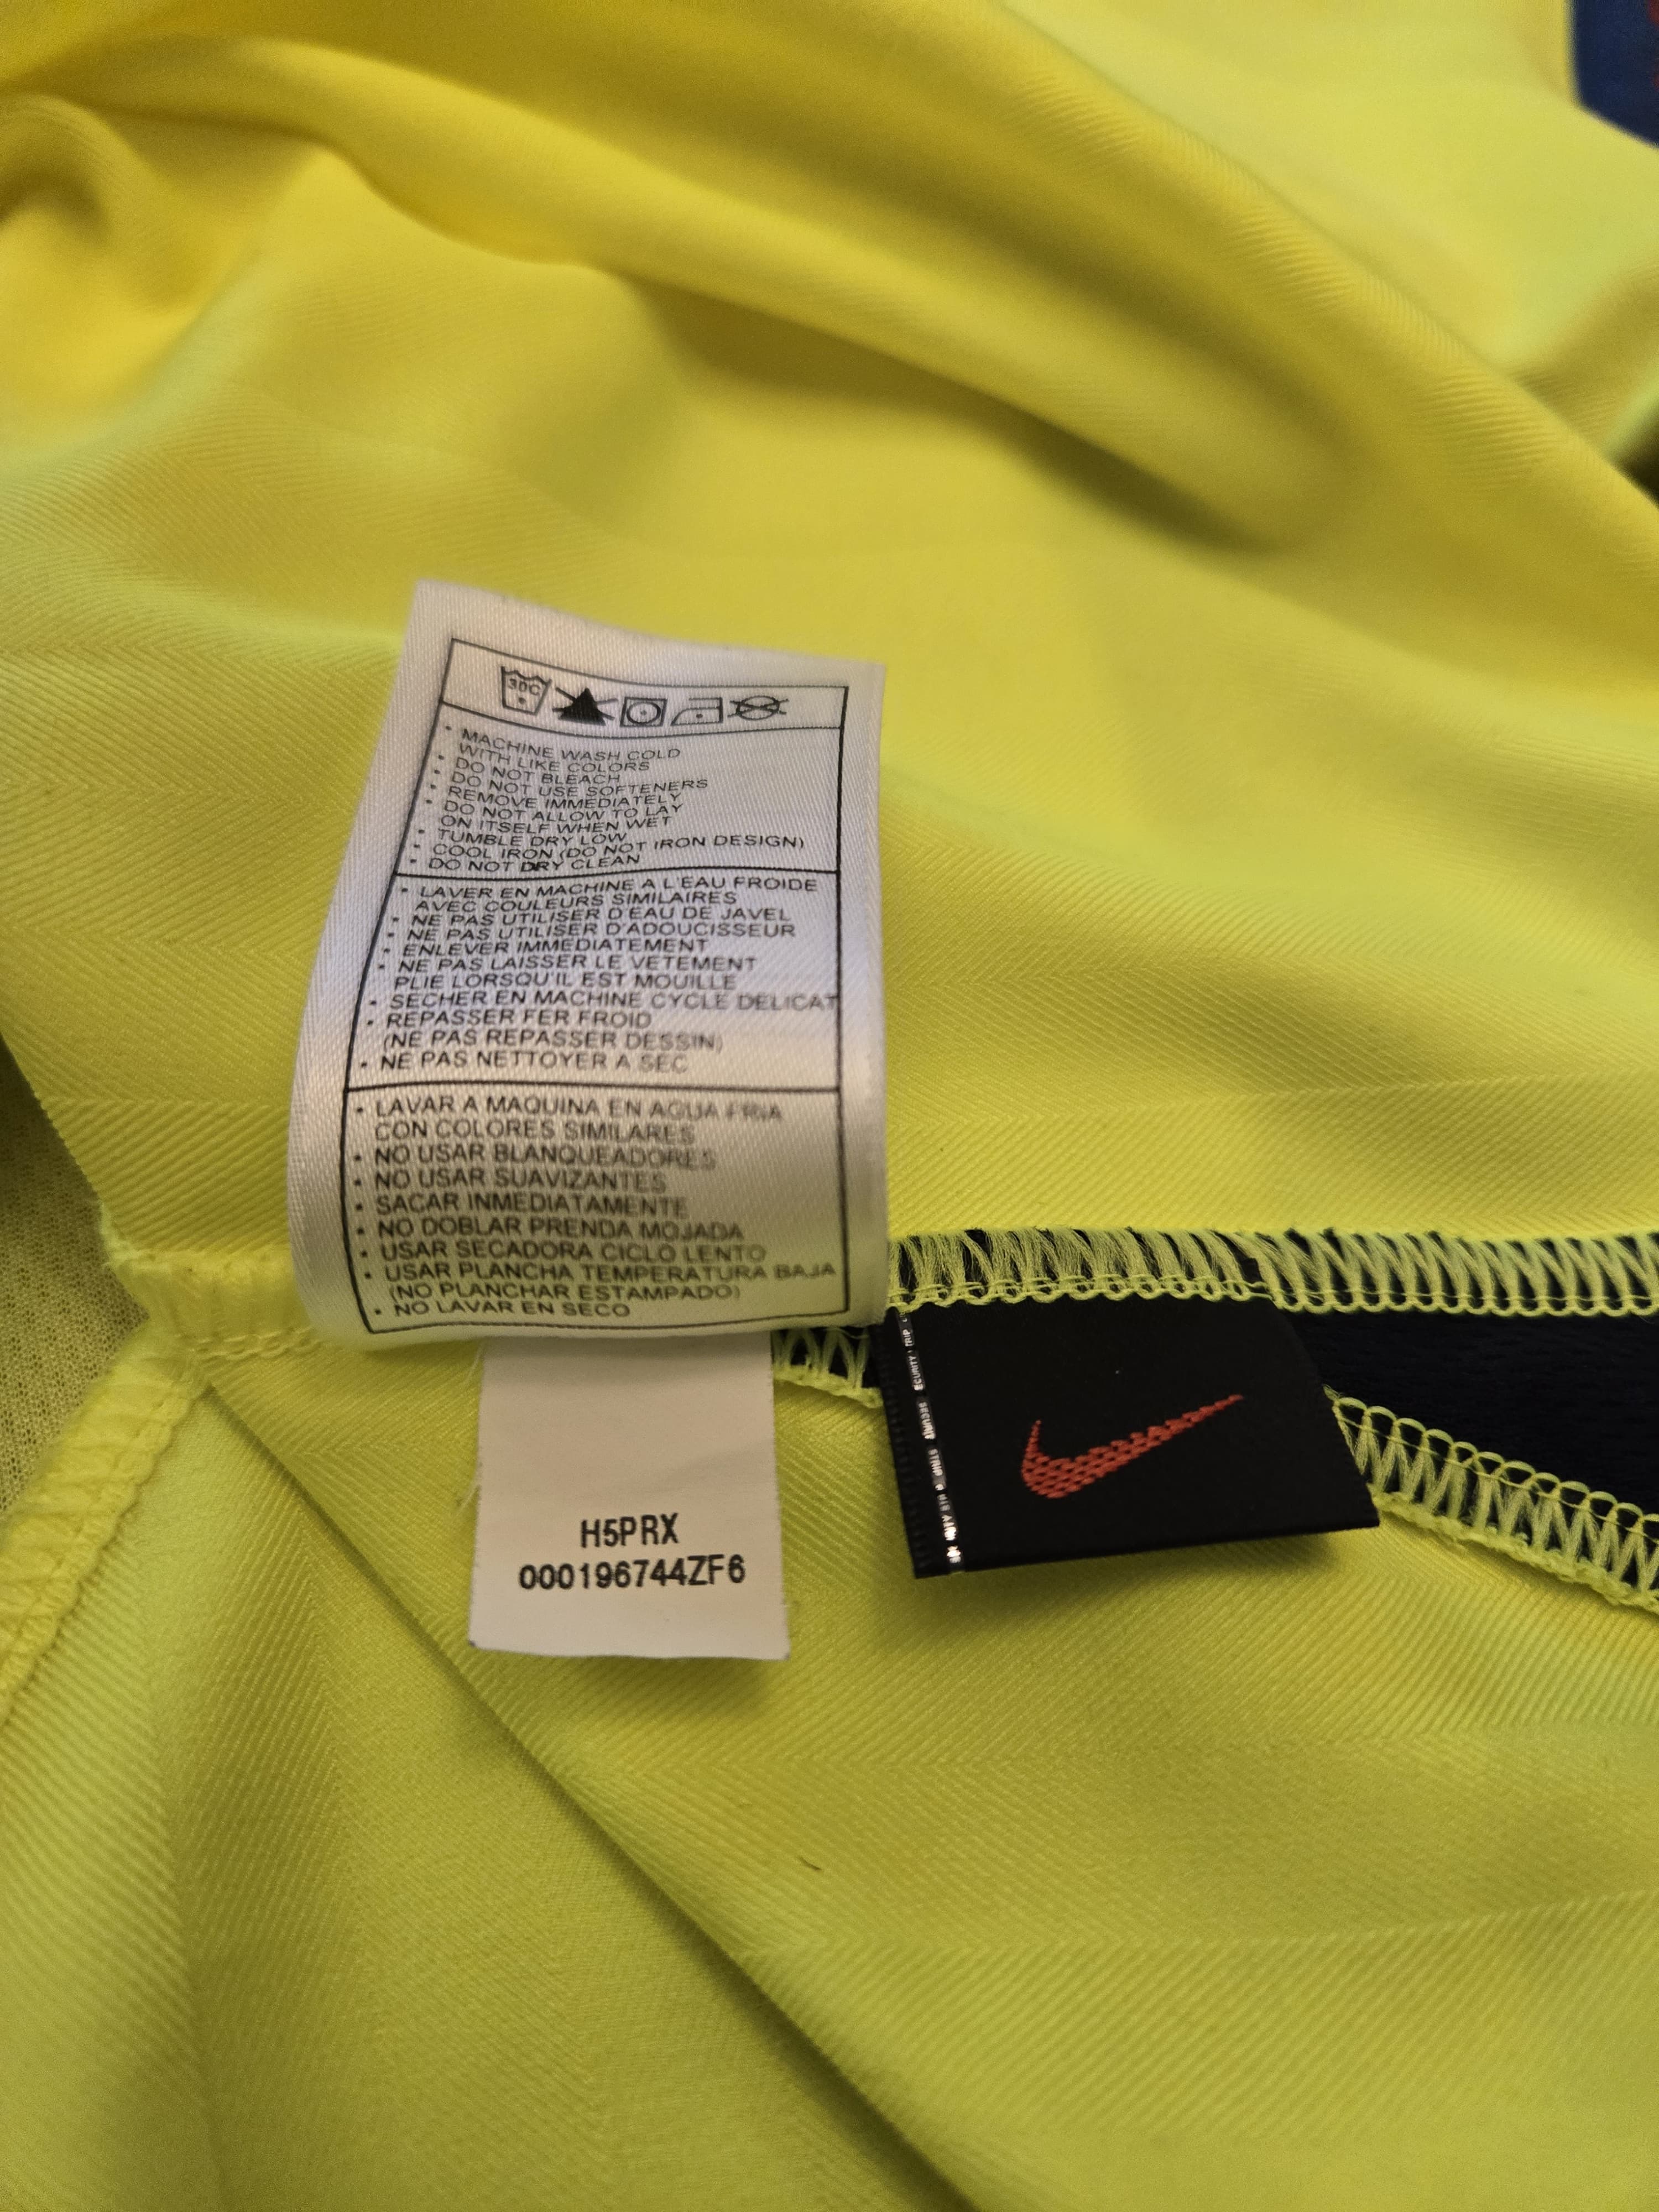 30C
• MACHINE WASH COLD
WITH LIKE COLORS
• DO NOT BLEACH
• DO NOT USE SOFTENERS
• REMOVE IMMEDIATELY
• DO NOT ALLOW TO LAY
ON ITSELF WHEN WET
• TUMBLE DRY LOW
• COOL IRON (DO NOT IRON DESIGN)
• DO NOT DRY CLEAN
• LAVER EN MACHINE A L'EAU FROIDE
AVEC COULEURS SIMILAIRES
• NE PAS UTILISER D'EAU DE JAVEL
• NE PAS UTILISER D'ADOUCISSEUR
• ENLEVER IMMEDIATEMENT
• NE PAS LAISSER LE VETEMENT
PLIE LORSQU'IL EST MOUILLE
• SECHER EN MACHINE CYCLE DELICAT
• REPASSER FER FROID
(NE PAS REPASSER DESSIN)
• NE PAS NETTOYER A SEC
• LAVAR A MAQUINA EN AGUA FRIA
CON COLORES SIMILARES
• NO USAR BLANQUEADORES
• NO USAR SUAVIZANTES
• SACAR INMEDIATAMENTE
• NO DOBLAR PRENDA MOJADA
• USAR SECADORA CICLO LENTO
• USAR PLANCHA TEMPERATURA BAJA
(NO PLANCHAR ESTAMPADO)
• NO LAVAR EN SECO
H5PRX
000196744ZF6